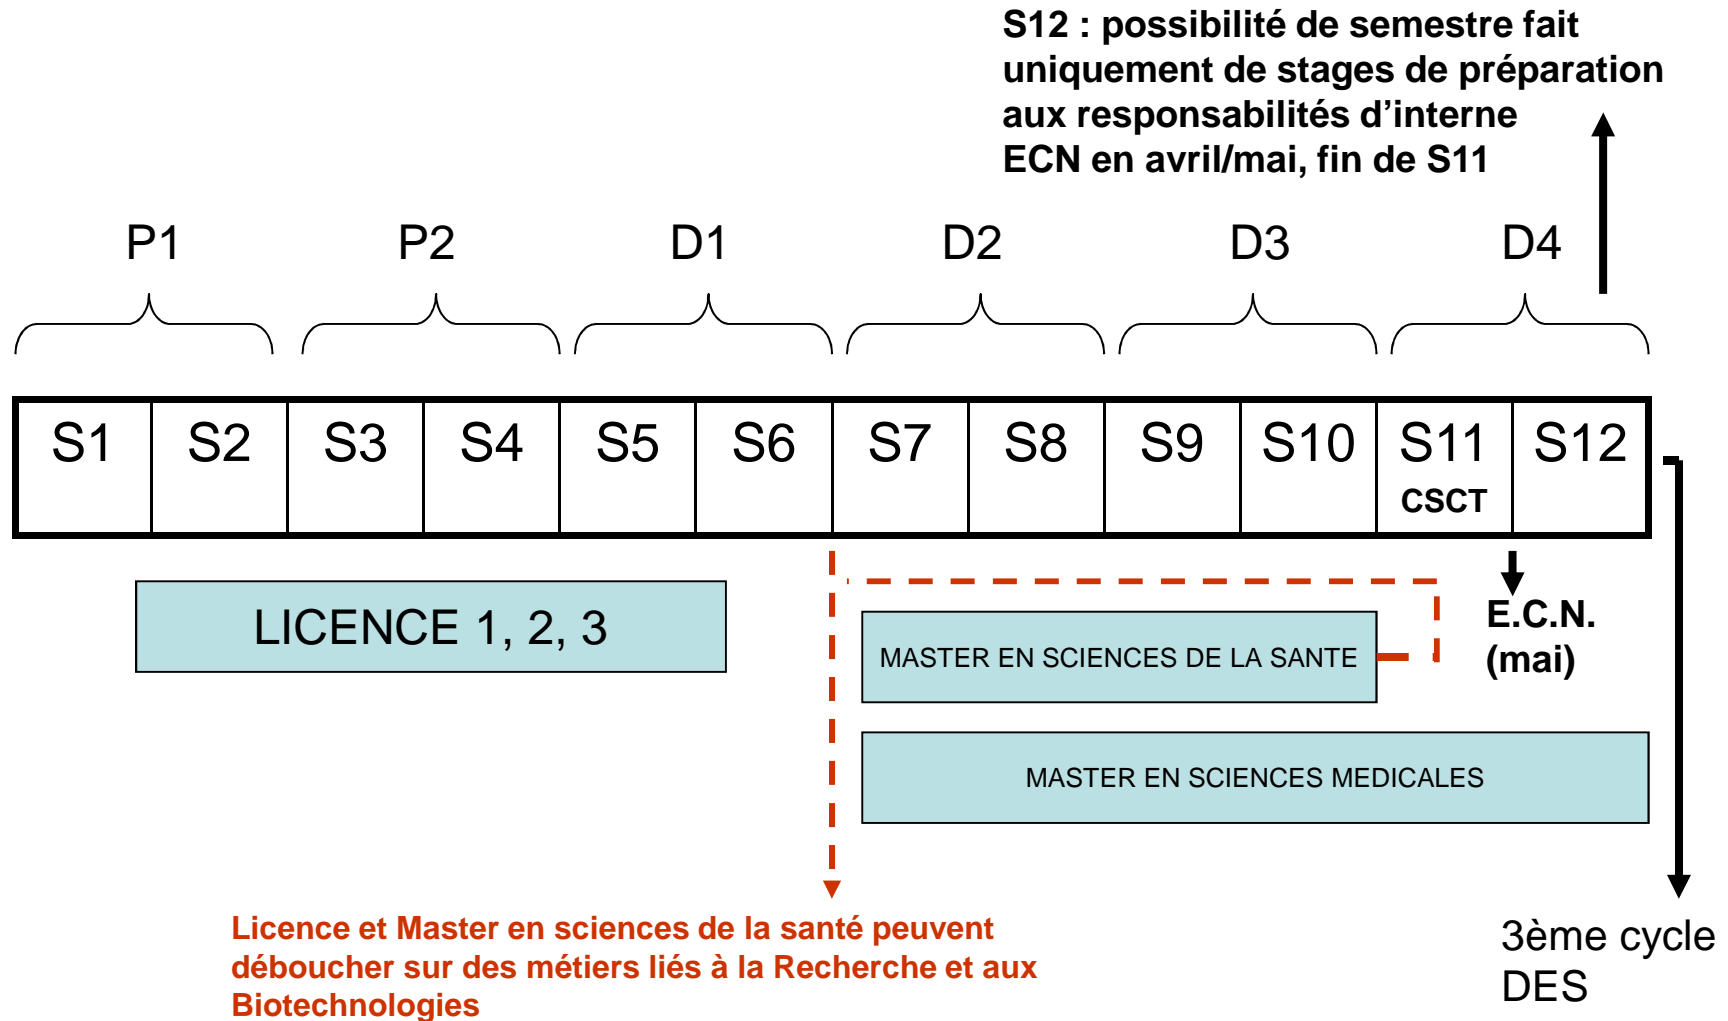 S12 : possibilité de semestre fait
uniquement de stages de préparation
aux responsabilités d’interne
ECN en avril/mai, fin de S11
P1 P2 D1 D2 D3 D4
S1 S2 S3 S4 S5 S6 S7 S8 S9 S10 S11 S12
CSCT
LICENCE 1, 2, 3
E.C.N.
(mai)
MASTER EN SCIENCES DE LA SANTE
MASTER EN SCIENCES MEDICALES
Licence et Master en sciences de la santé peuvent
déboucher sur des métiers liés à la Recherche et aux
Biotechnologies
3ème cycle
DES